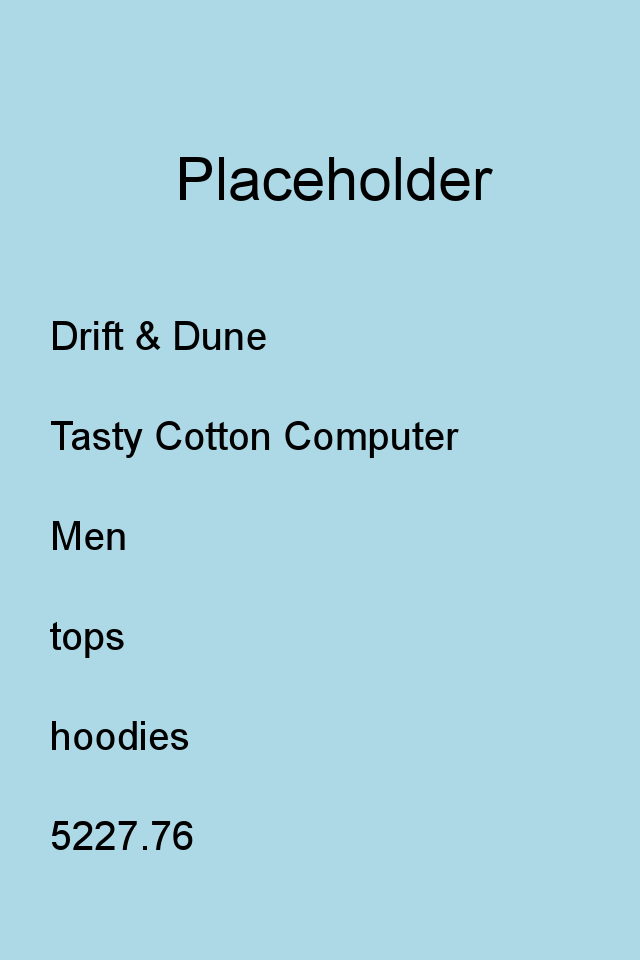 Placeholder
Drift & Dune
Tasty Cotton Computer
Men
tops
hoodies
5227.76